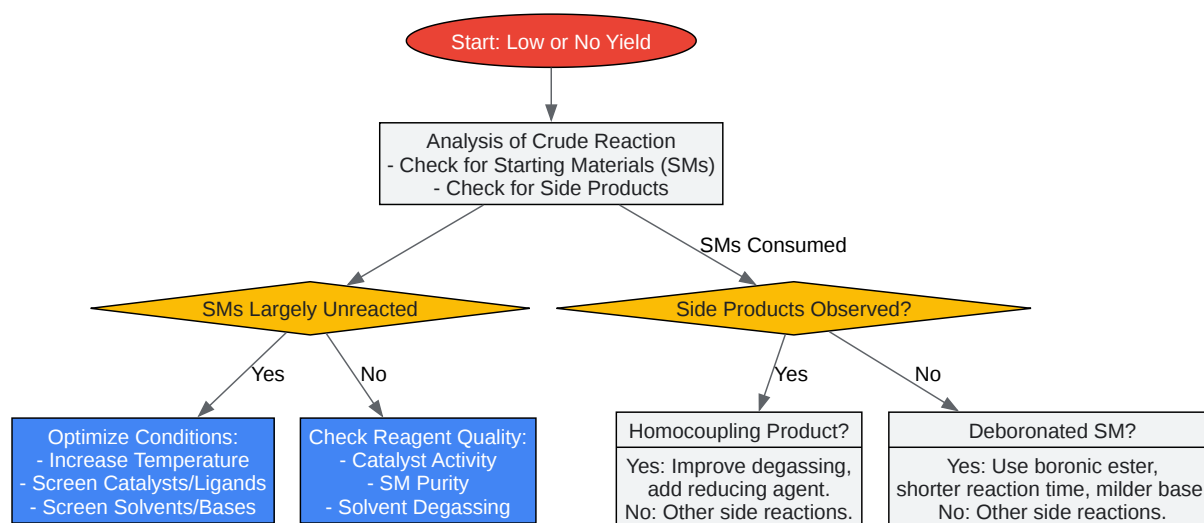 Start: Low or No Yield
Analysis of Crude Reaction
- Check for Starting Materials (SMs)
- Check for Side Products
SMs Consumed
SMs Largely Unreacted
Side Products Observed?
Yes
No
Yes
No
Optimize Conditions:
- Increase Temperature
- Screen Catalysts/Ligands
- Screen Solvents/Bases
Check Reagent Quality:
- Catalyst Activity
- SM Purity
- Solvent Degassing
Homocoupling Product?
Yes: Improve degassing,
add reducing agent.
No: Other side reactions.
Deboronated SM?
Yes: Use boronic ester,
shorter reaction time, milder base
No: Other side reactions.